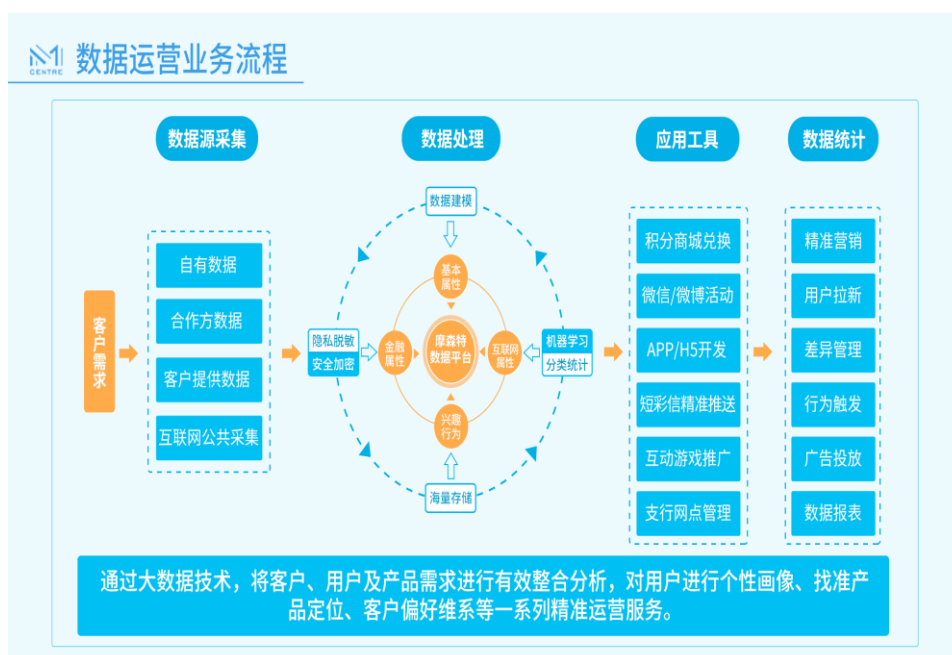 CENTRE
数据运营业务流程
数据源采集
数据处理
应用工具
数据统计
客户需求
自有数据
合作方数据
客户提供数据
互联网公共采集
数据建模
基本
属性
隐私脱敏
安全加密
金融
属性
摩森特
数据平台
互联网
属性
机器学习
分类统计
兴趣
行为
海量存储
积分商城兑换
微信/微博活动
APP/H5开发
短彩信精准推送
互动游戏推广
支行网点管理
精准营销
用户拉新
差异管理
行为触发
广告投放
数据报表
通过大数据技术，将客户、用户及产品需求进行有效整合分析，对用户进行个性画像、找准产
品定位、客户偏好维系等一系列精准运营服务。